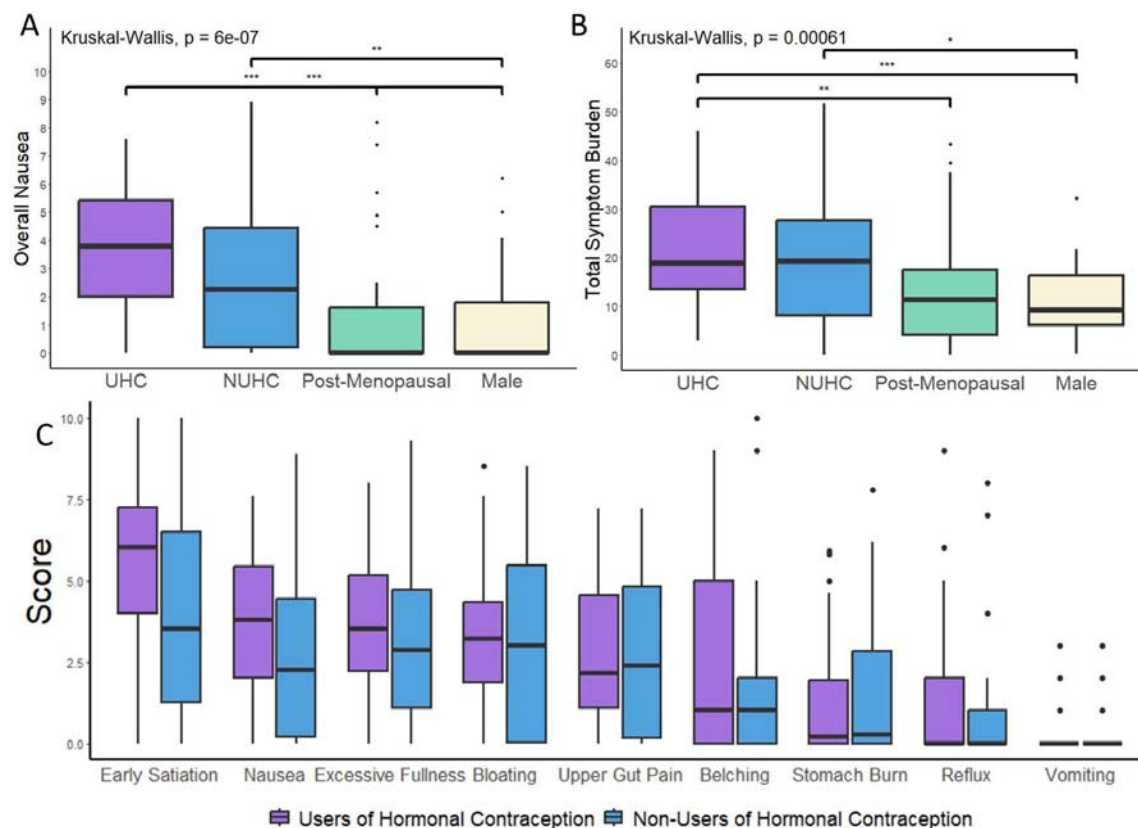 A
Kruskal-Wallis, p = 6e-07
**
*** ***
Overall Nausea
10
9
8
7
6
5
4
3
2
1
0
UHC NUHC Post-Menopausal Male
B
Kruskal-Wallis, p = 0.00061
*
***
**
Total Symptom Burden
60
50
40
30
20
10
0
UHC NUHC Post-Menopausal Male
C
Score
10.0
7.5
5.0
2.5
0.0
Early Satiation Nausea Excessive Fullness Bloating Upper Gut Pain Belching Stomach Burn Reflux Vomiting
Users of Hormonal Contraception Non-Users of Hormonal Contraception